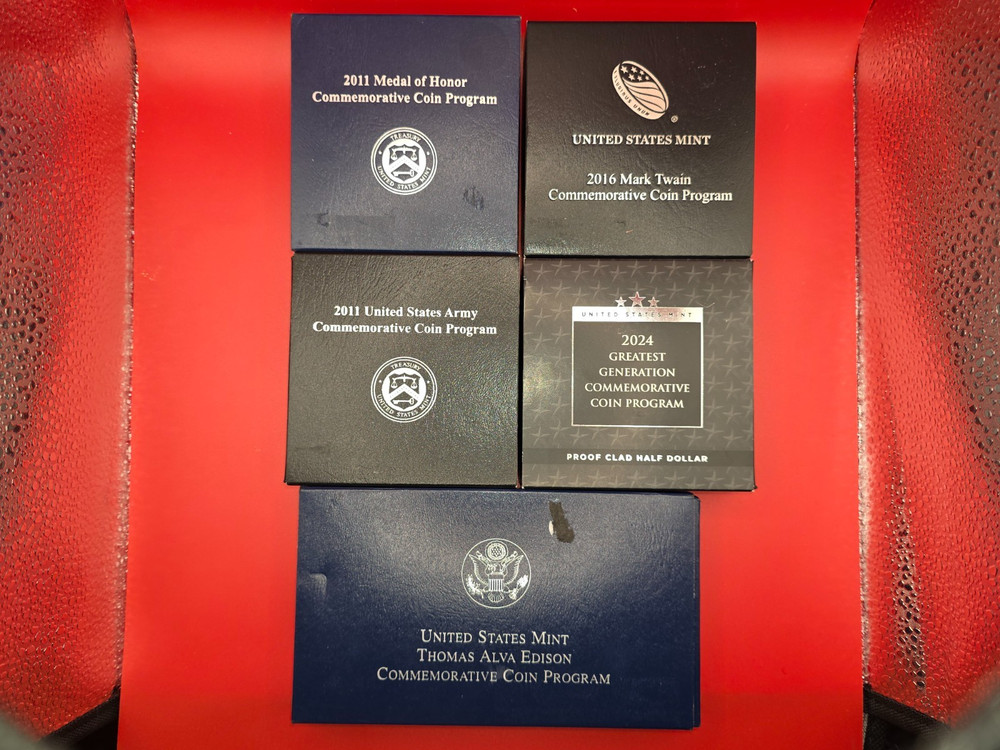 2011 Medal of Honor
Commemorative Coin Program
TREASURY
UNITED STATES MINT
E PLURIBUS UNUM
®
UNITED STATES MINT
2016 Mark Twain
Commemorative Coin Program
2011 United States Army
Commemorative Coin Program
TREASURY
UNITED STATES MINT
UNITED STATES MINT
2024
GREATEST
GENERATION
COMMEMORATIVE
COIN PROGRAM
PROOF CLAD HALF DOLLAR
UNITED STATES MINT
THOMAS ALVA EDISON
COMMEMORATIVE COIN PROGRAM